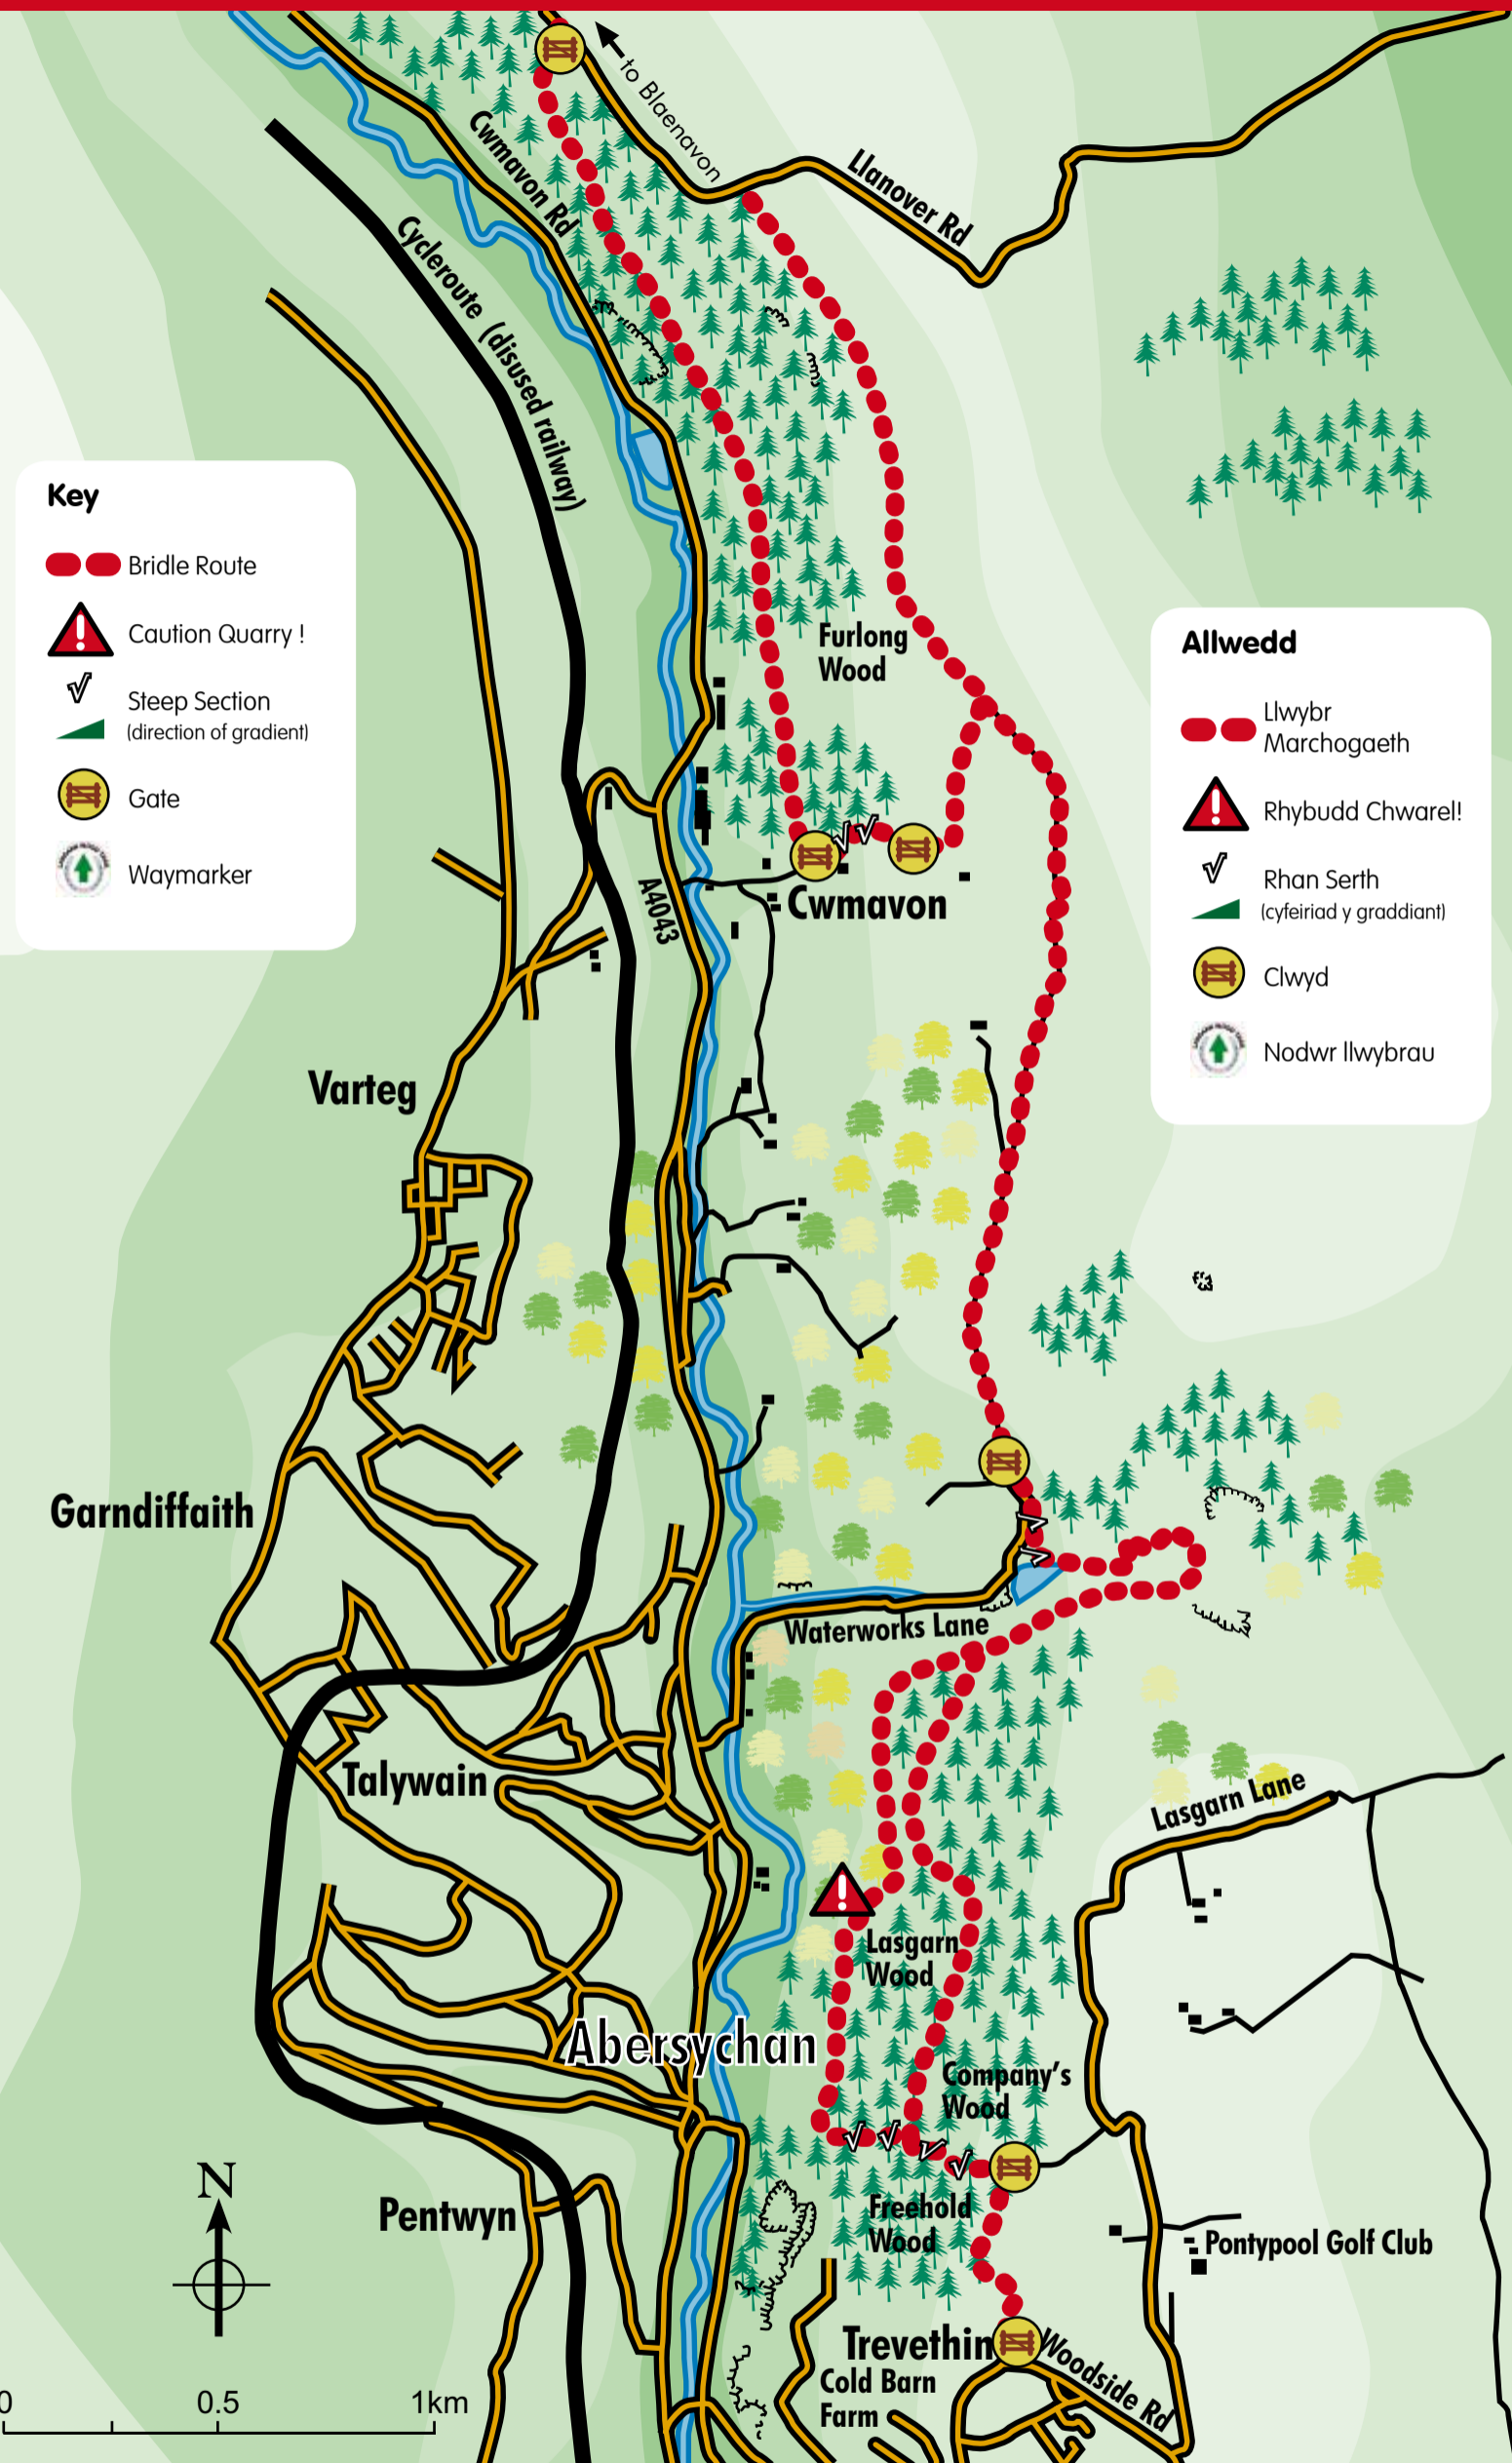 to Blaenavon
Cwmavon Rd
Llanover Rd
Cycleroute (disused railway)
Key
Bridle Route
Caution Quarry !
Steep Section
(direction of gradient)
Gate
Waymarker
Furlong
Wood
Allwedd
Llwybr
Marchogaeth
Rhybudd Chwarel!
Rhan Serth
(cyfeiriad y graddiant)
Clwyd
Nodwr llwybrau
A4043
Cwmavon
Varteg
Garndiffaith
Waterworks Lane
Talywain
Lasgarn Lane
Lasgarn
Wood
Abersychan
Company's
Wood
N
Pentwyn
Freehold
Wood
Pontypool Golf Club
Trevethin
Woodside Rd
Cold Barn
Farm
0 0.5 1km